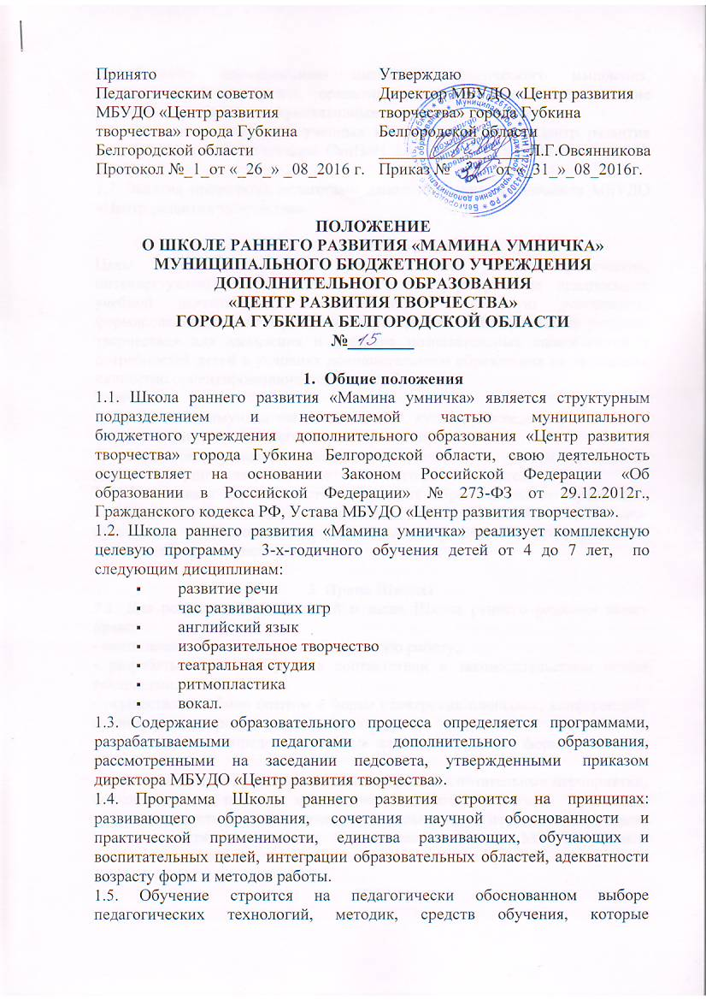 Принято
Педагогическим советом
МБУДО «Центр развития
творчества» города Губкина
Белгородской области
Протокол №_1_от «_26_» _08_2016 г.
Утверждаю
Директор МБУДО «Центр развития
творчества» города Губкина
Белгородской области
Л.Г.Овсянникова
Приказ № от «_31_»_08_2016г.
ПОЛОЖЕНИЕ
О ШКОЛЕ РАННЕГО РАЗВИТИЯ «МАМИНА УМНИЧКА»
МУНИЦИПАЛЬНОГО БЮДЖЕТНОГО УЧРЕЖДЕНИЯ
ДОПОЛНИТЕЛЬНОГО ОБРАЗОВАНИЯ
«ЦЕНТР РАЗВИТИЯ ТВОРЧЕСТВА»
ГОРОДА ГУБКИНА БЕЛГОРОДСКОЙ ОБЛАСТИ
№ 15
1. Общие положения
1.1. Школа раннего развития «Мамина умничка» является структурным
подразделением и неотъемлемой частью муниципального
бюджетного учреждения дополнительного образования «Центр развития
творчества» города Губкина Белгородской области, свою деятельность
осуществляет на основании Законом Российской Федерации «Об
образовании в Российской Федерации» № 273-ФЗ от 29.12.2012г.,
Гражданского кодекса РФ, Устава МБУДО «Центр развития творчества».
1.2. Школа раннего развития «Мамина умничка» реализует комплексную
целевую программу 3-х-годичного обучения детей от 4 до 7 лет, по
следующим дисциплинам:
▪ развитие речи
▪ час развивающих игр
▪ английский язык
▪ изобразительное творчество
▪ театральная студия
▪ ритмопластика
▪ вокал.
1.3. Содержание образовательного процесса определяется программами,
разрабатываемыми педагогами дополнительного образования,
рассмотренными на заседании педсовета, утвержденными приказом
директора МБУДО «Центр развития творчества».
1.4. Программа Школы раннего развития строится на принципах:
развивающего образования, сочетания научной обоснованности и
практической применимости, единства развивающих, обучающих и
воспитательных целей, интеграции образовательных областей, адекватности
возрасту форм и методов работы.
1.5. Обучение строится на педагогически обоснованном выборе
педагогических технологий, методик, средств обучения, которые